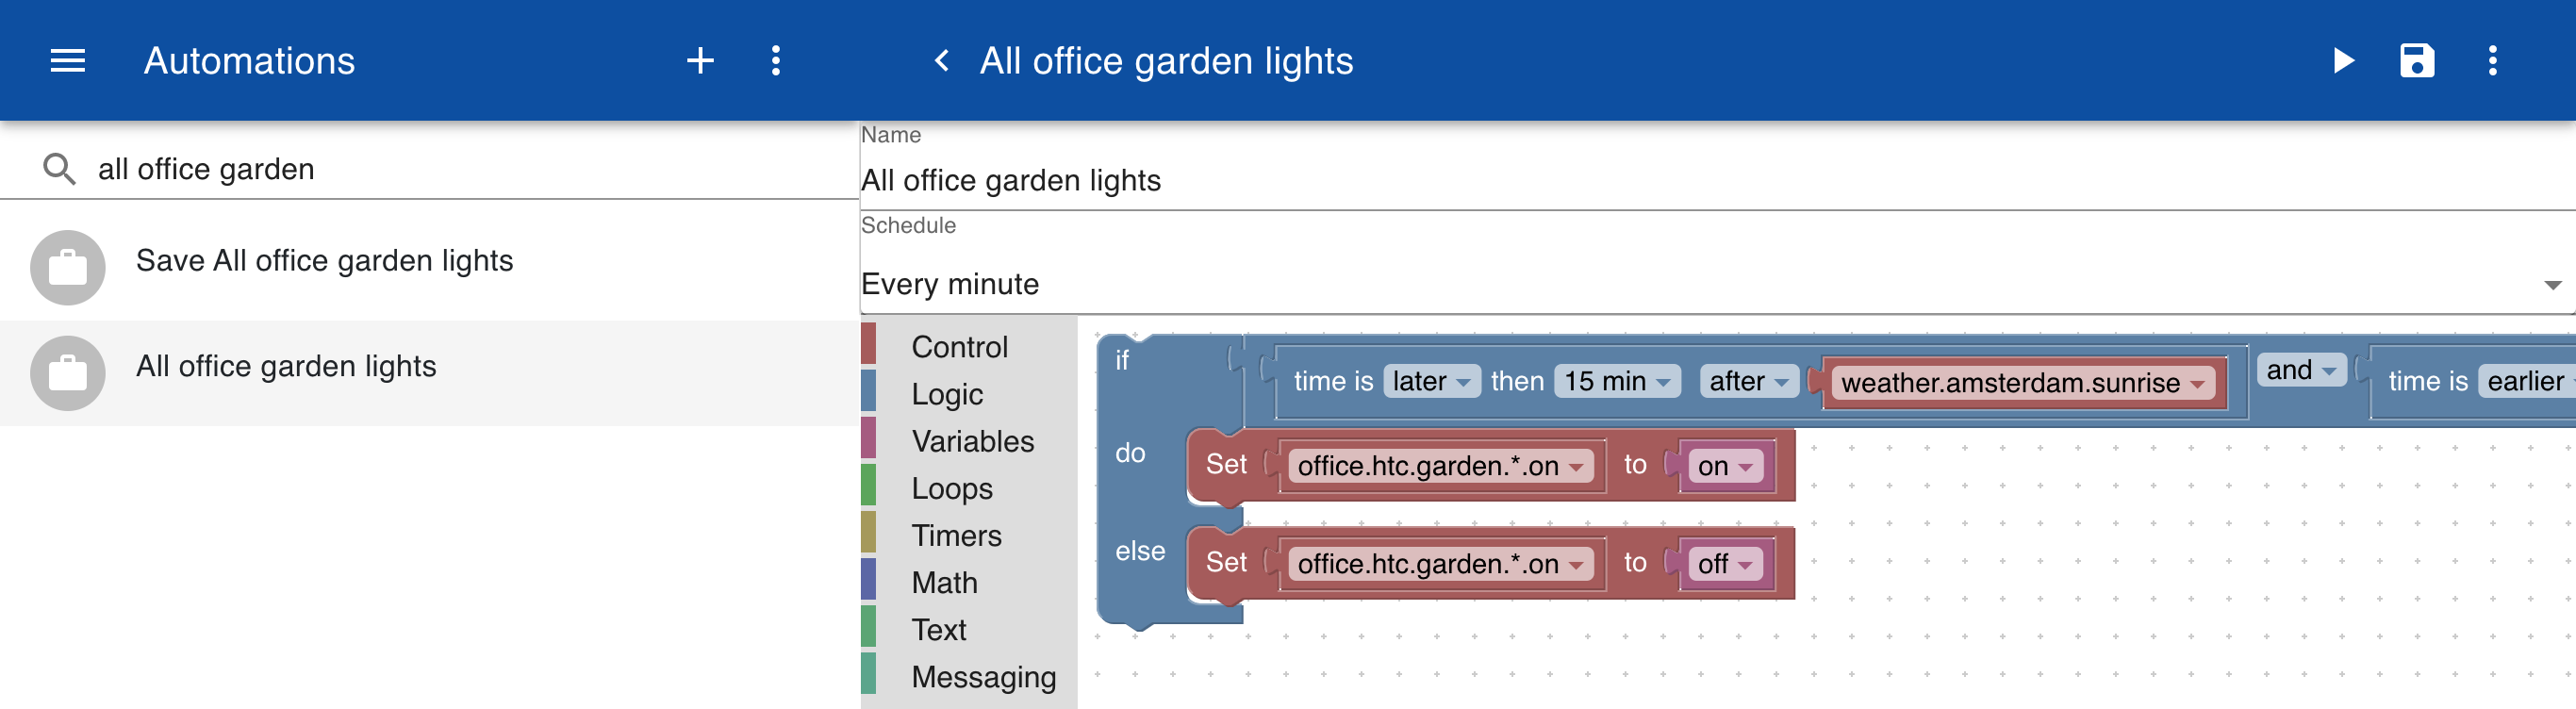 Automations
All office garden lights
all office garden
Save All office garden lights
All office garden lights
Name
All office garden lights
Schedule
Every minute
Control
Logic
Variables
Loops
Timers
Math
Text
Messaging
if time is later then 15 min after weather.amsterdam.sunrise and time is earlier
do Set office.htc.garden.*.on to on
else Set office.htc.garden.*.on to off